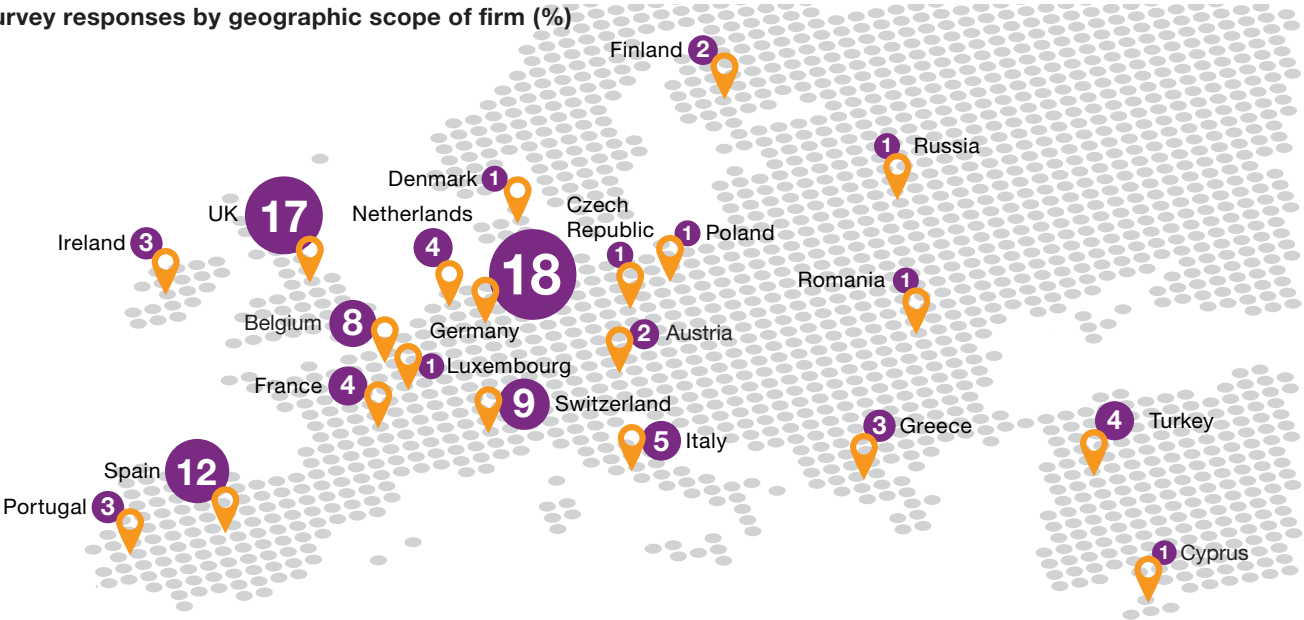 urvey responses by geographic scope of firm (%)
Finland 2
1 Russia
Denmark 1
Czech
Republic
1
UK 17
Netherlands
4
1 Poland
Ireland 3
18
Germany
Romania 1
Belgium 8
2 Austria
1 Luxembourg
France 4
9 Switzerland
3 Greece
4 Turkey
5 Italy
Spain 12
Portugal 3
1 Cyprus